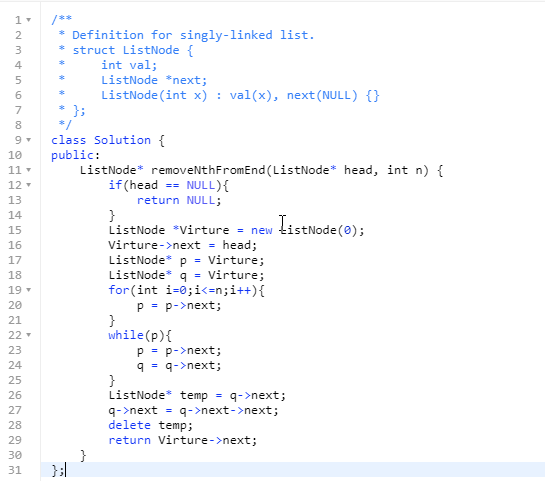 1 /**
2  * Definition for singly-linked list.
3  * struct ListNode {
4  *     int val;
5  *     ListNode *next;
6  *     ListNode(int x) : val(x), next(NULL) {}
7  * };
8  */
9 class Solution {
10 public:
11     ListNode* removeNthFromEnd(ListNode* head, int n) {
12         if(head == NULL){
13             return NULL;
14         }
15         ListNode *Virture = new ListNode(0);
16         Virture->next = head;
17         ListNode* p = Virture;
18         ListNode* q = Virture;
19         for(int i=0;i<=n;i++){
20             p = p->next;
21         }
22         while(p){
23             p = p->next;
24             q = q->next;
25         }
26         ListNode* temp = q->next;
27         q->next = q->next->next;
28         delete temp;
29         return Virture->next;
30     }
31 };